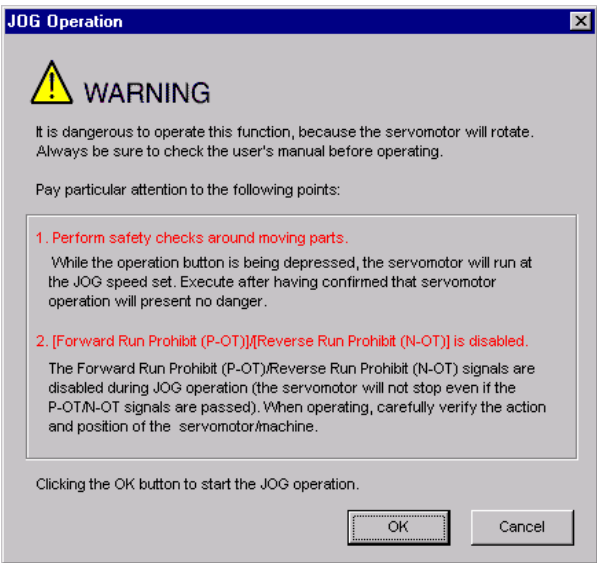 JOG Operation
WARNING
It is dangerous to operate this function, because the servomotor will rotate.
Always be sure to check the user's manual before operating.
Pay particular attention to the following points:
1. Perform safety checks around moving parts.
While the operation button is being depressed, the servomotor will run at
the JOG speed set. Execute after having confirmed that servomotor
operation will present no danger.
2. [Forward Run Prohibit (P-OT)]/[Reverse Run Prohibit (N-OT)] is disabled.
The Forward Run Prohibit (P-OT)/Reverse Run Prohibit (N-OT) signals are
disabled during JOG operation (the servomotor will not stop even if the
P-OT/N-OT signals are passed). When operating, carefully verify the action
and position of the servomotor/machine.
Clicking the OK button to start the JOG operation.
OK
Cancel